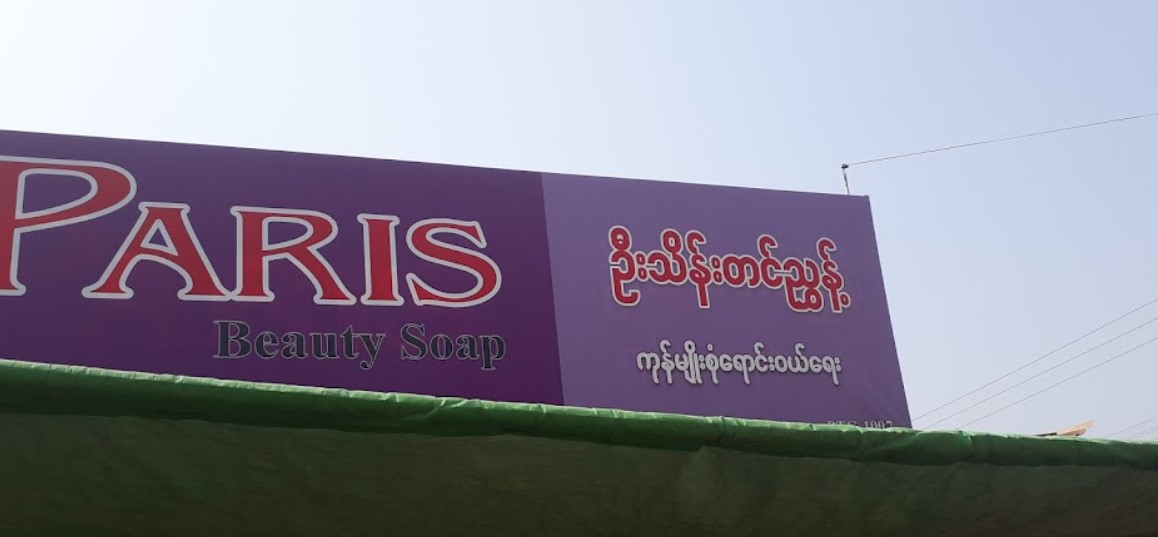 PARIS
Beauty Soap
ဦးသိန်းတင်ညွှန့်
ကုန်မျိုးစုံရောင်းဝယ်ရေး